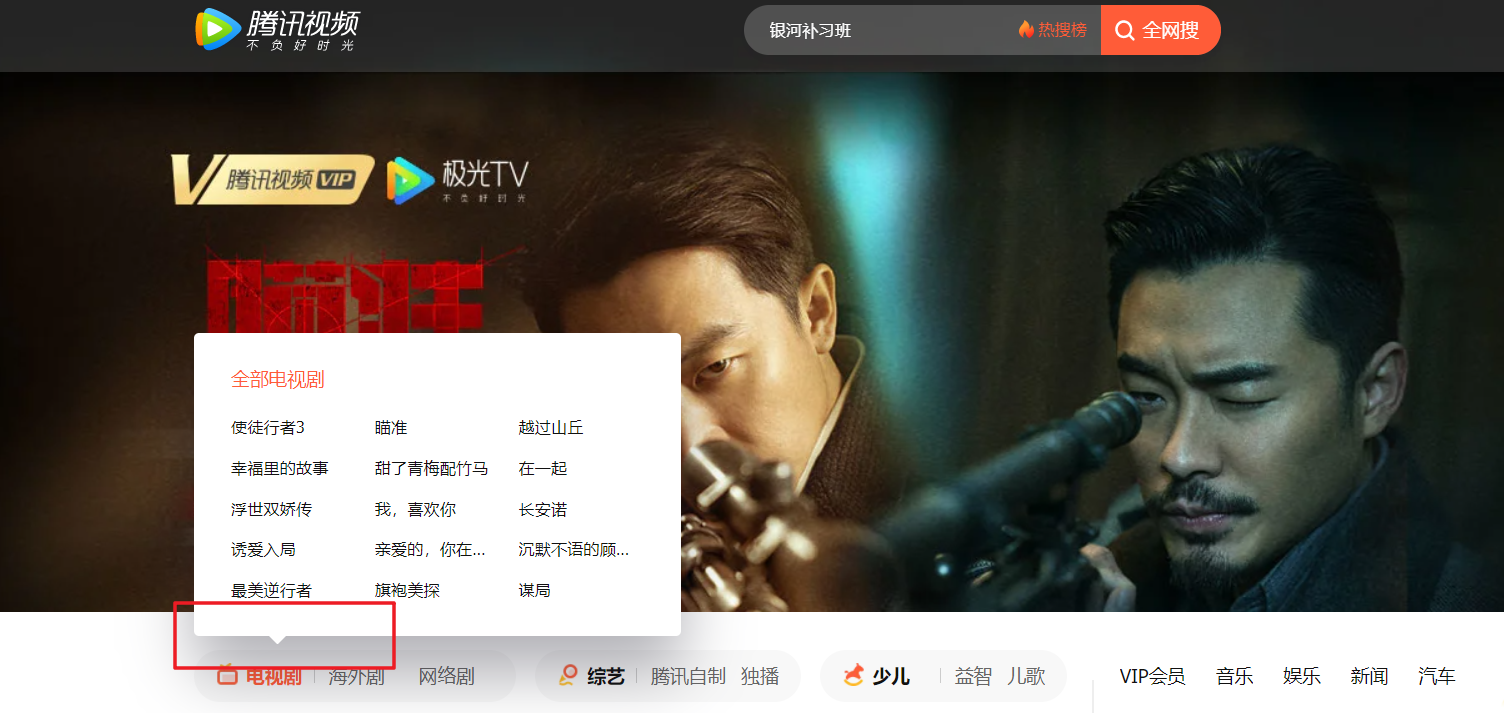 腾讯视频
不负好时光
银河补习班
热搜榜
全网搜
腾讯视频 VIP
极光TV
不负好时光
全部电视剧
使徒行者3 瞄准 越过山丘
幸福里的故事 甜了青梅配竹马 在一起
浮世双娇传 我，喜欢你 长安诺
诱爱入局 亲爱的，你在... 沉默不语的顾...
最美逆行者 旗袍美探 谋局
电视剧 海外剧 网络剧 综艺 腾讯自制 独播 少儿 益智 儿歌 VIP会员 音乐 娱乐 新闻 汽车